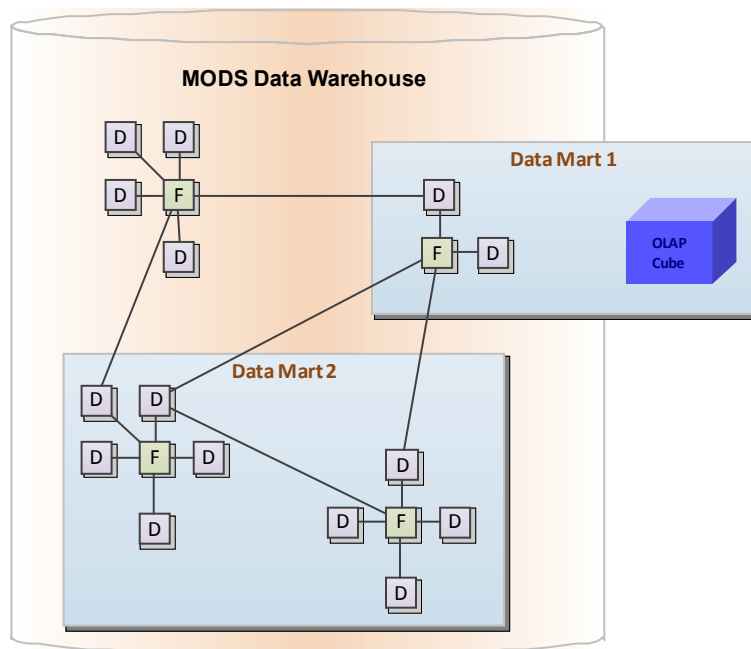 MODS Data Warehouse
D D
Data Mart 1
D F D
OLAP
Cube
D F D
Data Mart 2
D D
D F D
D
D
D F D
D